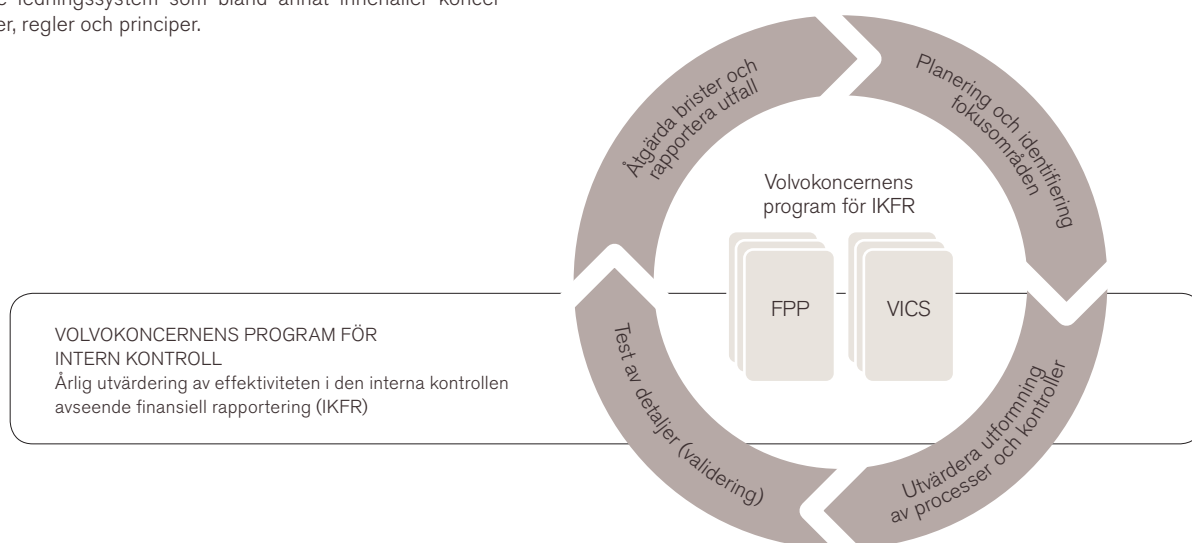 ledningssystem som bland annat innehåller koncer-
er, regler och principer.
Åtgärda brister och
rapportera utfall
Planering och identifiering
fokusområden
Volvokoncernens
program för IKFR
FPP
VICS
VOLVOKONCERNENS PROGRAM FÖR
INTERN KONTROLL
Årlig utvärdering av effektiviteten i den interna kontrollen
avseende finansiell rapportering (IKFR)
Test av detaljer (validering)
Utvärdera utformning
av processer och kontroller